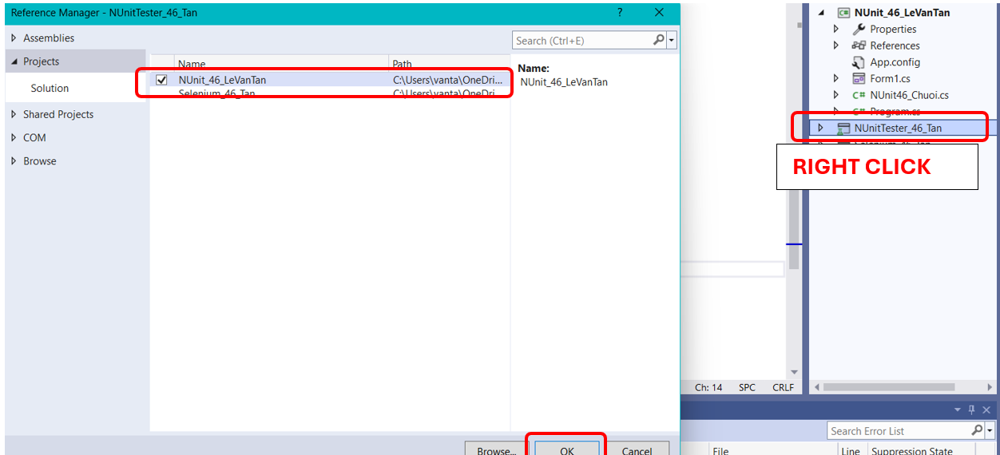 Reference Manager - NUnitTester_46_Tan
?
Assemblies
Projects
Solution
Shared Projects
COM
Browse
Search (Ctrl+E)
Name
Path
NUnit_46_LeVanTan
C:\Users\vanta\OneDri...
Selenium_46_Tan
C:\Users\vanta\OneDri...
Name:
NUnit_46_LeVanTan
Browse...
OK
Cancel
NUnit_46_LeVanTan
Properties
References
App.config
Form1.cs
NUnit46_Chuoi.cs
Program.cs
NUnitTester_46_Tan
Selenium_46_Tan
RIGHT CLICK
Ch: 14
SPC
CRLF
Search Error List
File
Line
Suppression State